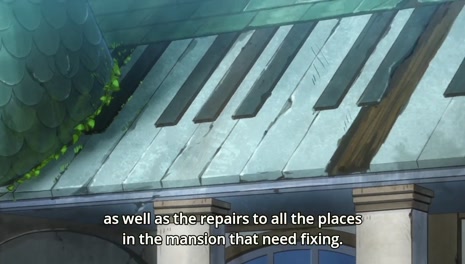 as well as the repairs to all the places
in the mansion that need fixing.